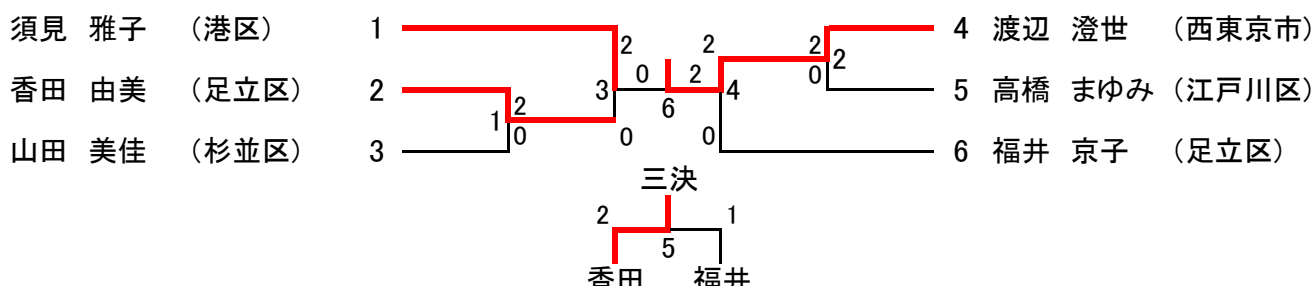 須見 雅子 （港区） 1 2 2 2 4 渡辺 澄世 （西東京市）
0 2 0 2
香田 由美 （足立区） 2 3 6 4 5 高橋 まゆみ （江戸川区）
1 2
山田 美佳 （杉並区） 3 0 0 0 6 福井 京子 （足立区）
三決
2 1
5
香田 福井